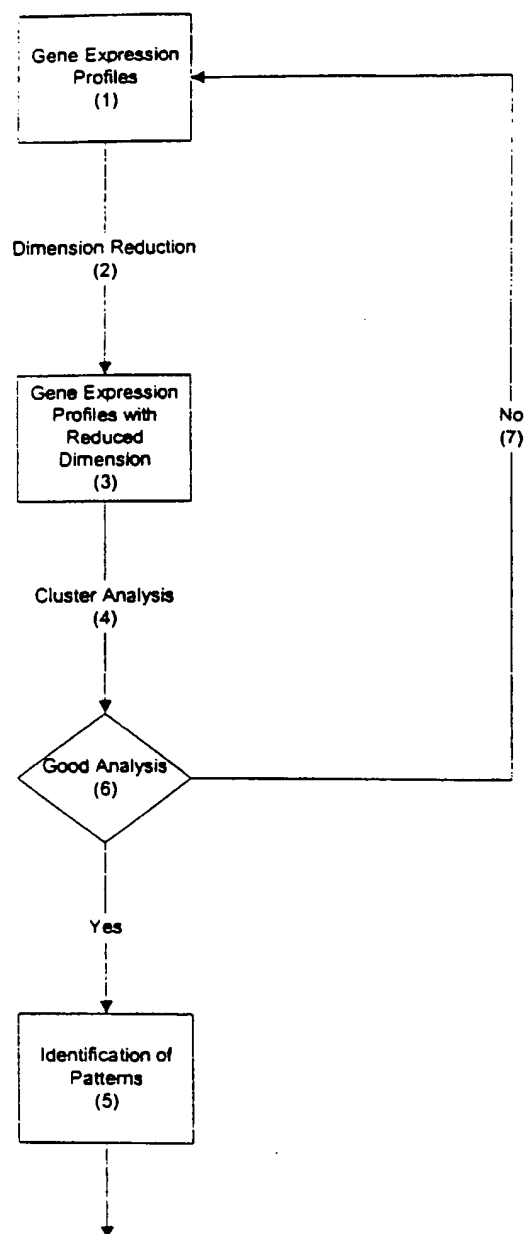 Gene Expression
Profiles
(1)
Dimension Reduction
(2)
Gene Expression
Profiles with
Reduced
Dimension
(3)
No
(7)
Cluster Analysis
(4)
Good Analysis
(6)
Yes
Identification of
Patterns
(5)